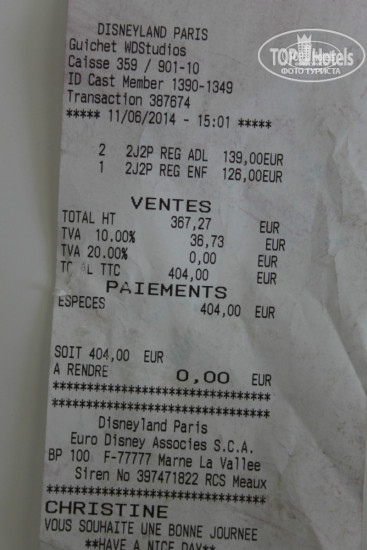 DISNEYLAND PARIS
Guichet WDStudios
Caisse 359 / 901-10
ID Cast Member 1390-1349
Transaction 387674
***** 11/06/2014 - 15:01 *****
2 2J2P REG ADL 139,00EUR
1 2J2P REG ENF 126,00EUR
VENTES
TOTAL HT 367,27 EUR
TVA 10.00% 36,73 EUR
TVA 20.00% 0,00 EUR
TOTAL TTC 404,00 EUR
PAIEMENTS
ESPECES 404,00 EUR
SOIT 404,00 EUR
A RENDRE 0,00 EUR
******************************
******************************
Disneyland Paris
Euro Disney Associes S.C.A.
BP 100 F-77777 Marne La Vallee
Siren No 397471822 RCS Meaux
******************************
CHRISTINE
VOUS SOUHAITE UNE BONNE JOURNEE
**HAVE A NICE DAY**
TOP Hotels
ФОТО ТУРИСТА